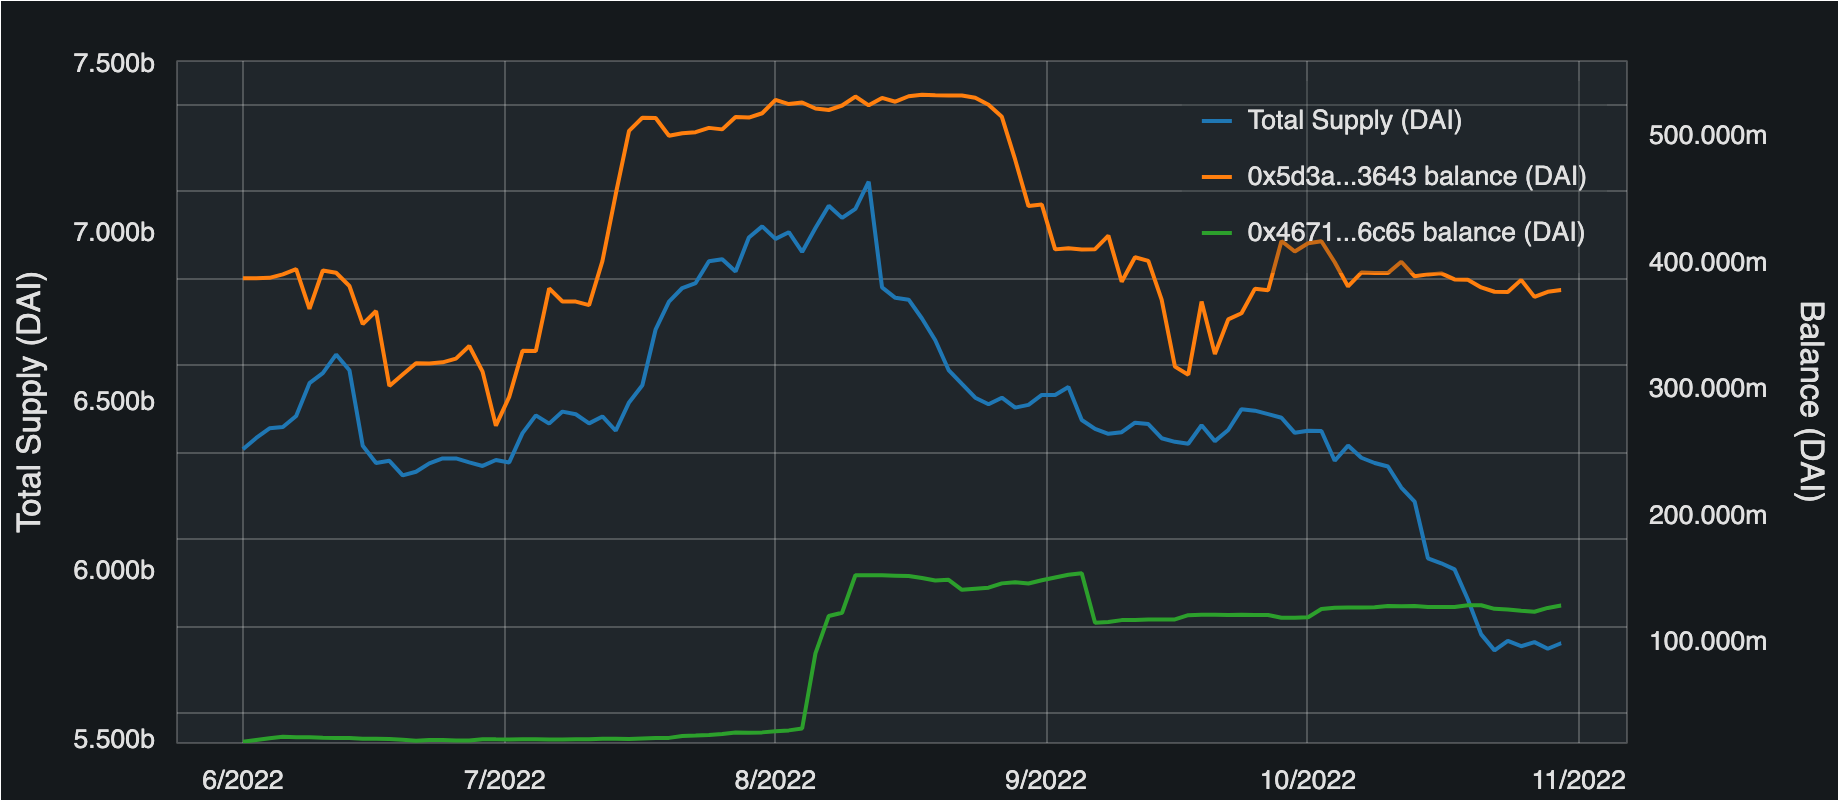 7.500b
7.000b
6.500b
6.000b
5.500b
Total Supply (DAI)
Total Supply (DAI)
0x5d3a...3643 balance (DAI)
0x4671...6c65 balance (DAI)
500.000m
400.000m
300.000m
200.000m
100.000m
Balance (DAI)
6/2022 7/2022 8/2022 9/2022 10/2022 11/2022